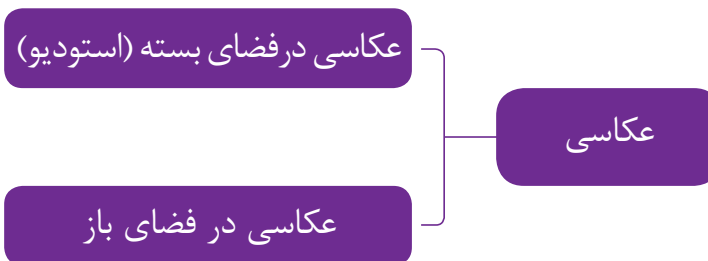 عکاسی
عکاسی درفضای بسته (استودیو)
عکاسی در فضای باز